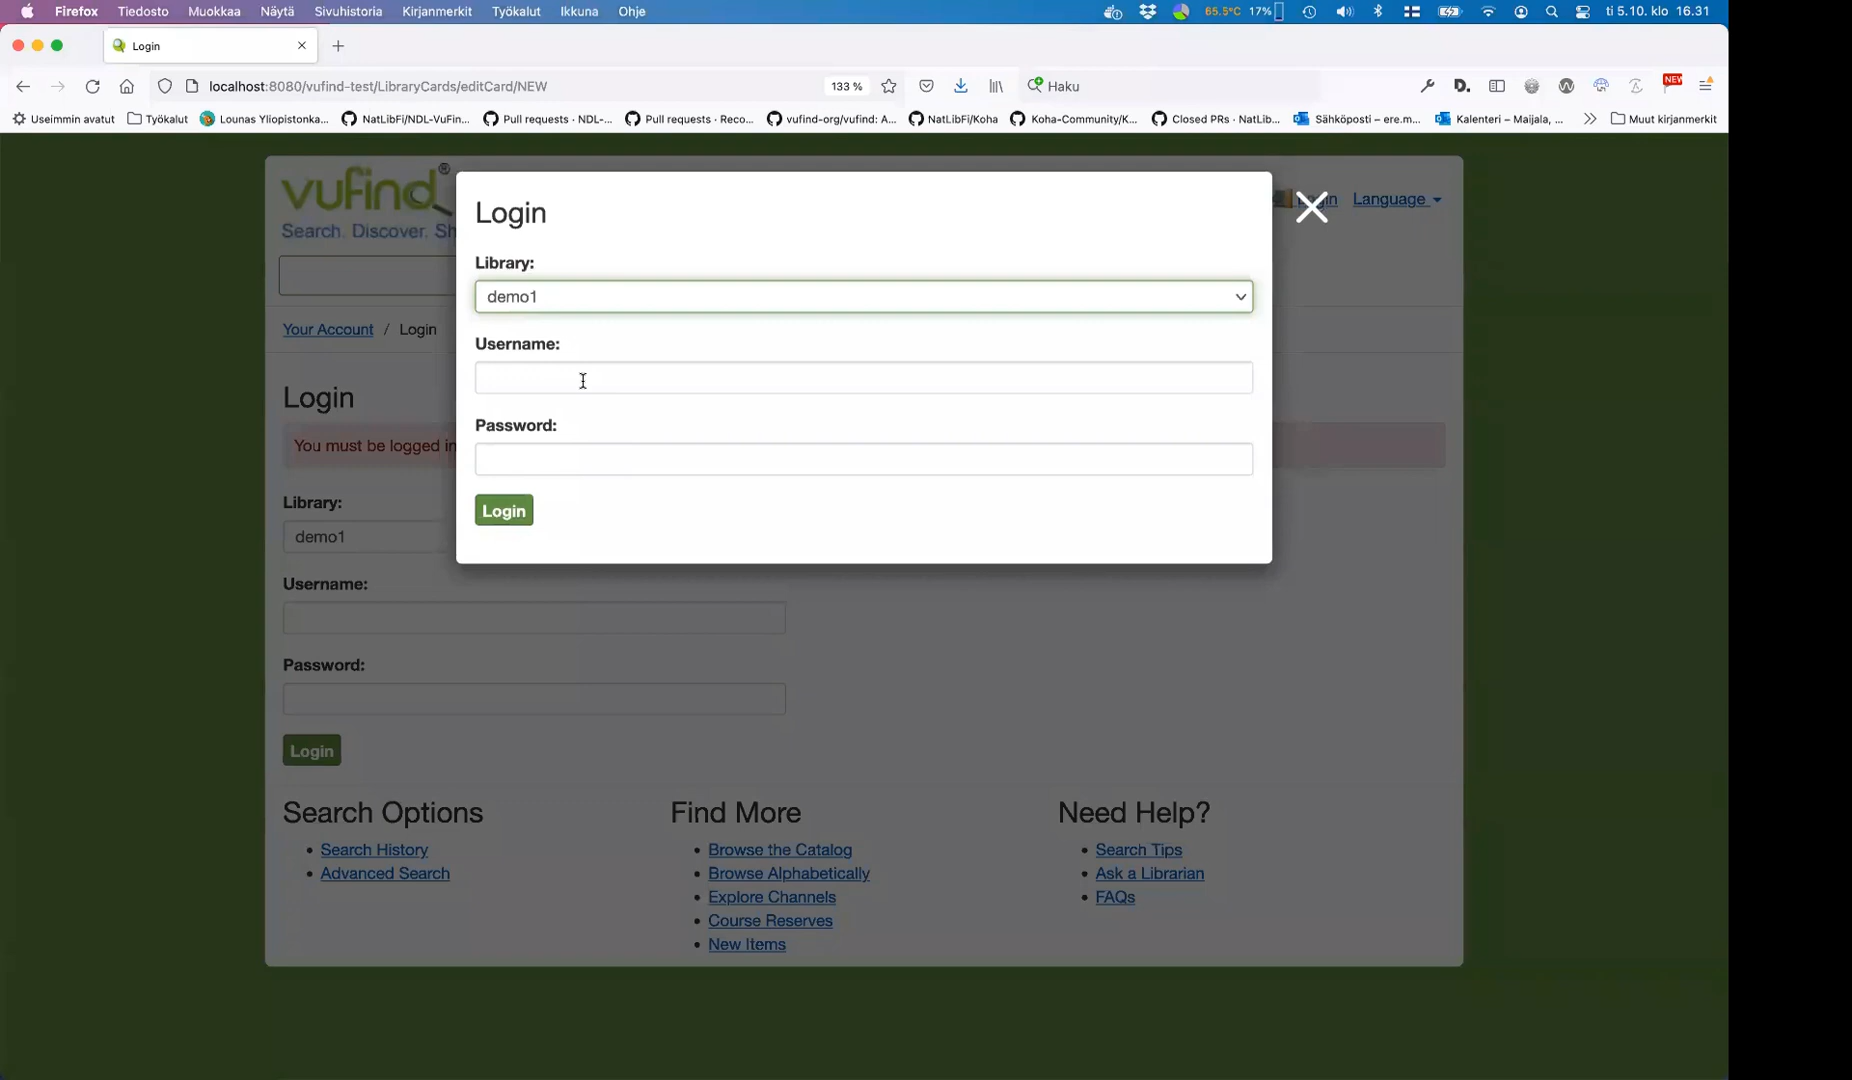 Firefox Tiedosto Muokkaa Näytä Sivuhistoria Kirjanmerkit Työkalut Ikkuna Ohje 65.5°C 17% ti 5.10. klo 16.31
Login
localhost:8080/vufind-test/LibraryCards/editCard/NEW 133 % Haku NEW
Useimmin avatut Työkalut Lounas Yliopistonka... NatLibFi/NDL-VuFin... Pull requests · NDL-... Pull requests · Reco... vufind-org/vufind: A... NatLibFi/Koha Koha-Community/K... Closed PRs · NatLib... Sähköposti – ere.m... Kalenteri – Maijala, ... Muut kirjanmerkit
vufind®
Search. Discover. Sh
Login Language
Your Account / Login
Login
You must be logged in
Library:
demo1
Username:
Password:
Login
Login
Library:
demo1
Username:
Password:
Login
Search Options
Search History
Advanced Search
Find More
Browse the Catalog
Browse Alphabetically
Explore Channels
Course Reserves
New Items
Need Help?
Search Tips
Ask a Librarian
FAQs